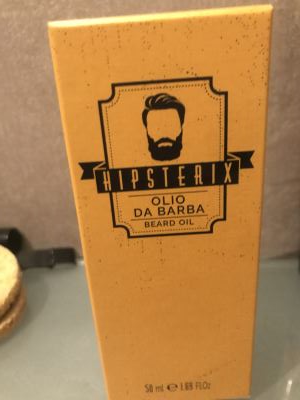 HIPSTERIX
OLIO
DA BARBA
BEARD OIL
50 ml ℮ 1.69 Fl.Oz